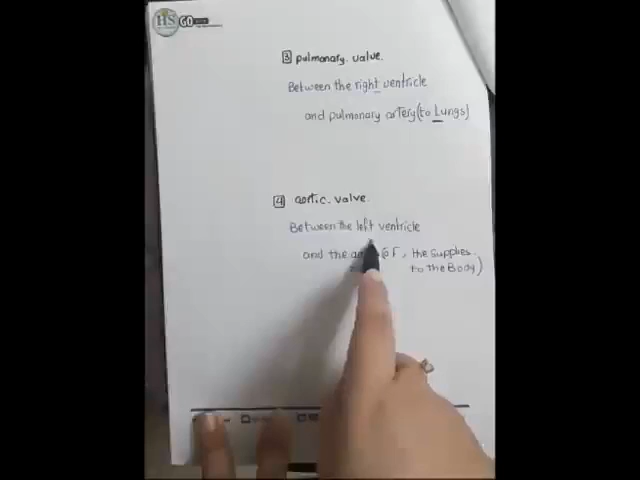 HS GO
3 pulmonary. valve.
Between the right ventricle
and pulmonary artery (to Lungs)
4 aortic. valve.
Between the left ventricle
and the of, the supplies
to the Body)